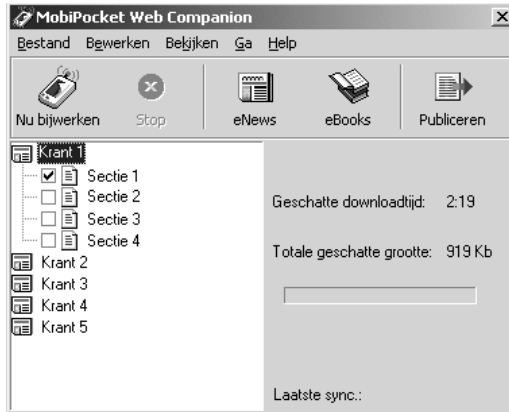 MobiPocket Web Companion
Bestand Bewerken Bekijken Ga Help
Nu bijwerken Stop eNews eBooks Publiceren
Krant 1
Sectie 1
Sectie 2
Sectie 3
Sectie 4
Krant 2
Krant 3
Krant 4
Krant 5
Geschatte downloadtijd: 2:19
Totale geschatte grootte: 919 Kb
Laatste sync.: